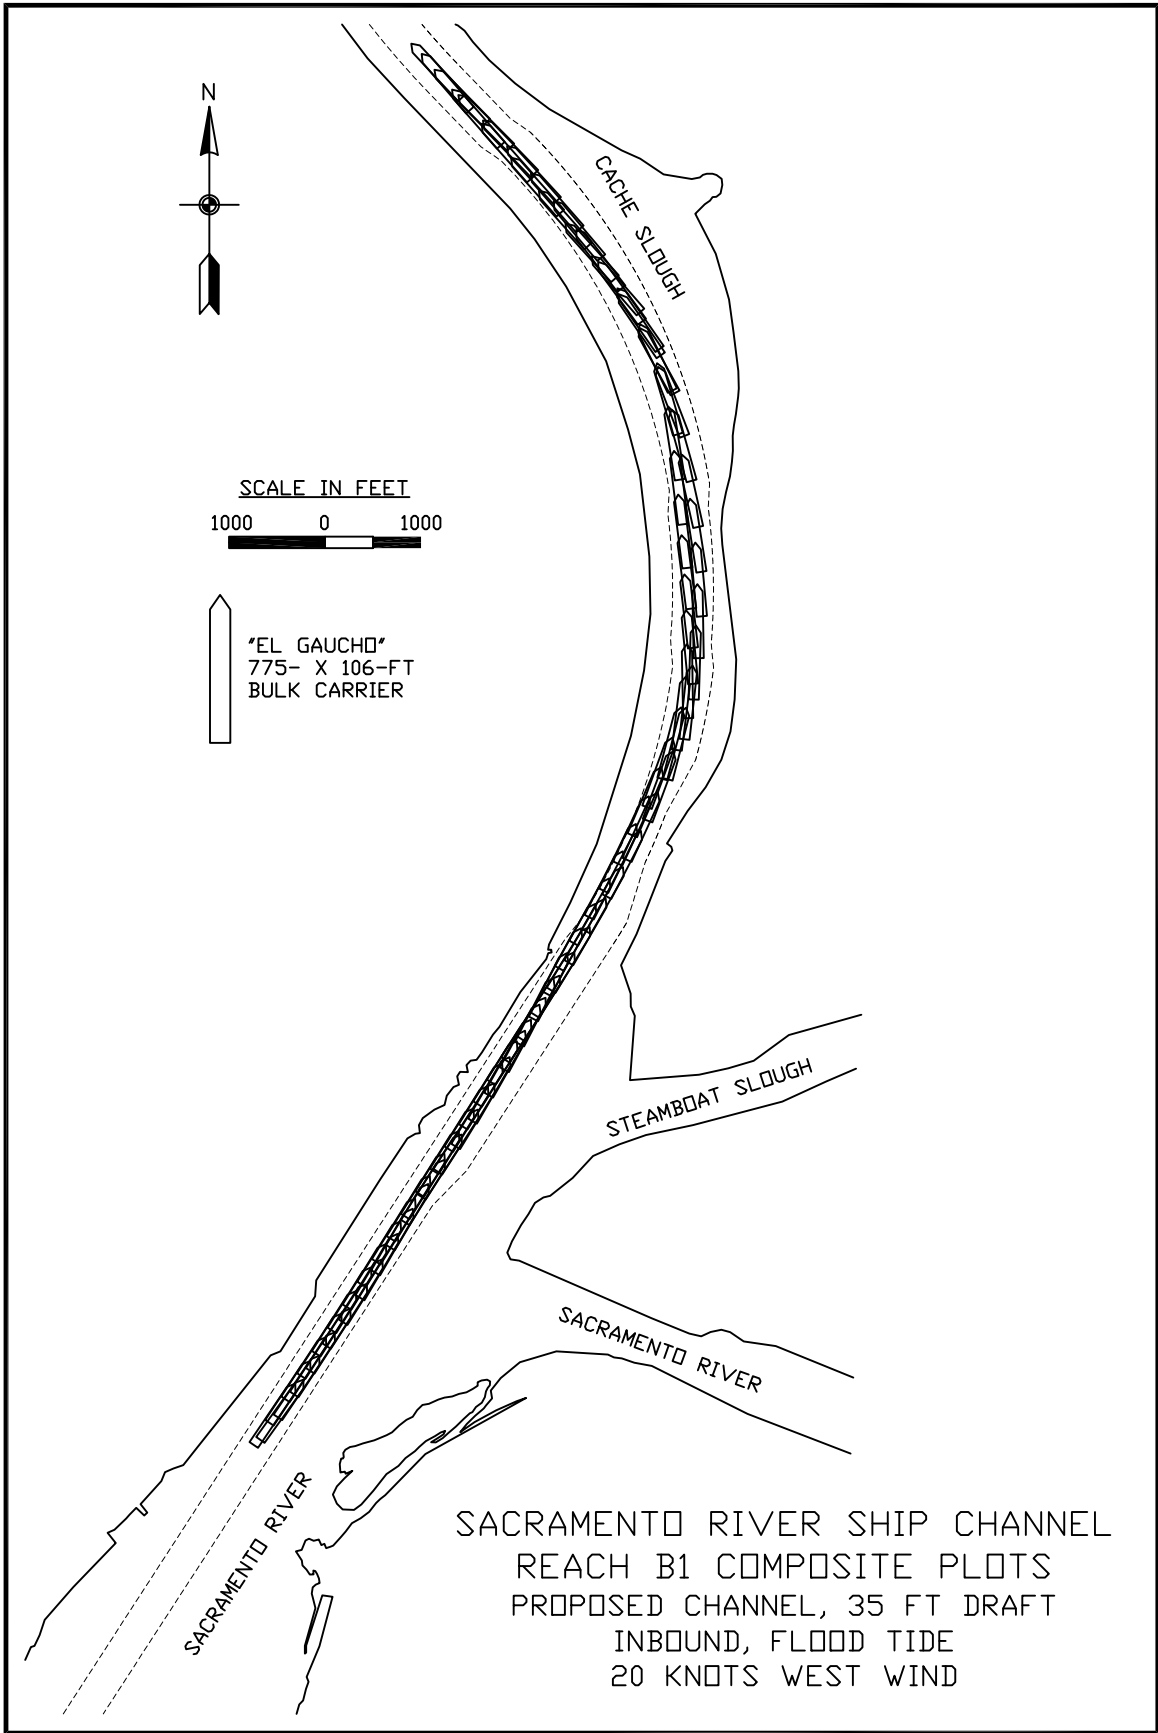 N
CACHE SLOUGH
SCALE IN FEET
1000 0 1000
"EL GAUCHO"
775- X 106-FT
BULK CARRIER
STEAMBOAT SLOUGH
SACRAMENTO RIVER
SACRAMENTO RIVER
SACRAMENTO RIVER SHIP CHANNEL
REACH B1 COMPOSITE PLOTS
PROPOSED CHANNEL, 35 FT DRAFT
INBOUND, FLOOD TIDE
20 KNOTS WEST WIND